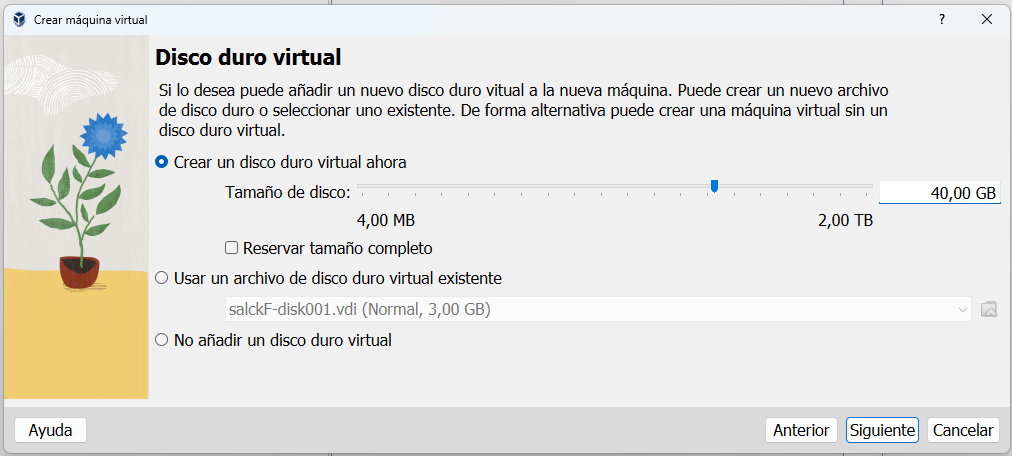 Crear máquina virtual
?
Disco duro virtual
Si lo desea puede añadir un nuevo disco duro vitual a la nueva máquina. Puede crear un nuevo archivo
de disco duro o seleccionar uno existente. De forma alternativa puede crear una máquina virtual sin un
disco duro virtual.
Crear un disco duro virtual ahora
Tamaño de disco:
40,00 GB
4,00 MB
2,00 TB
Reservar tamaño completo
Usar un archivo de disco duro virtual existente
salckF-disk001.vdi (Normal, 3,00 GB)
No añadir un disco duro virtual
Ayuda
Anterior
Siguiente
Cancelar